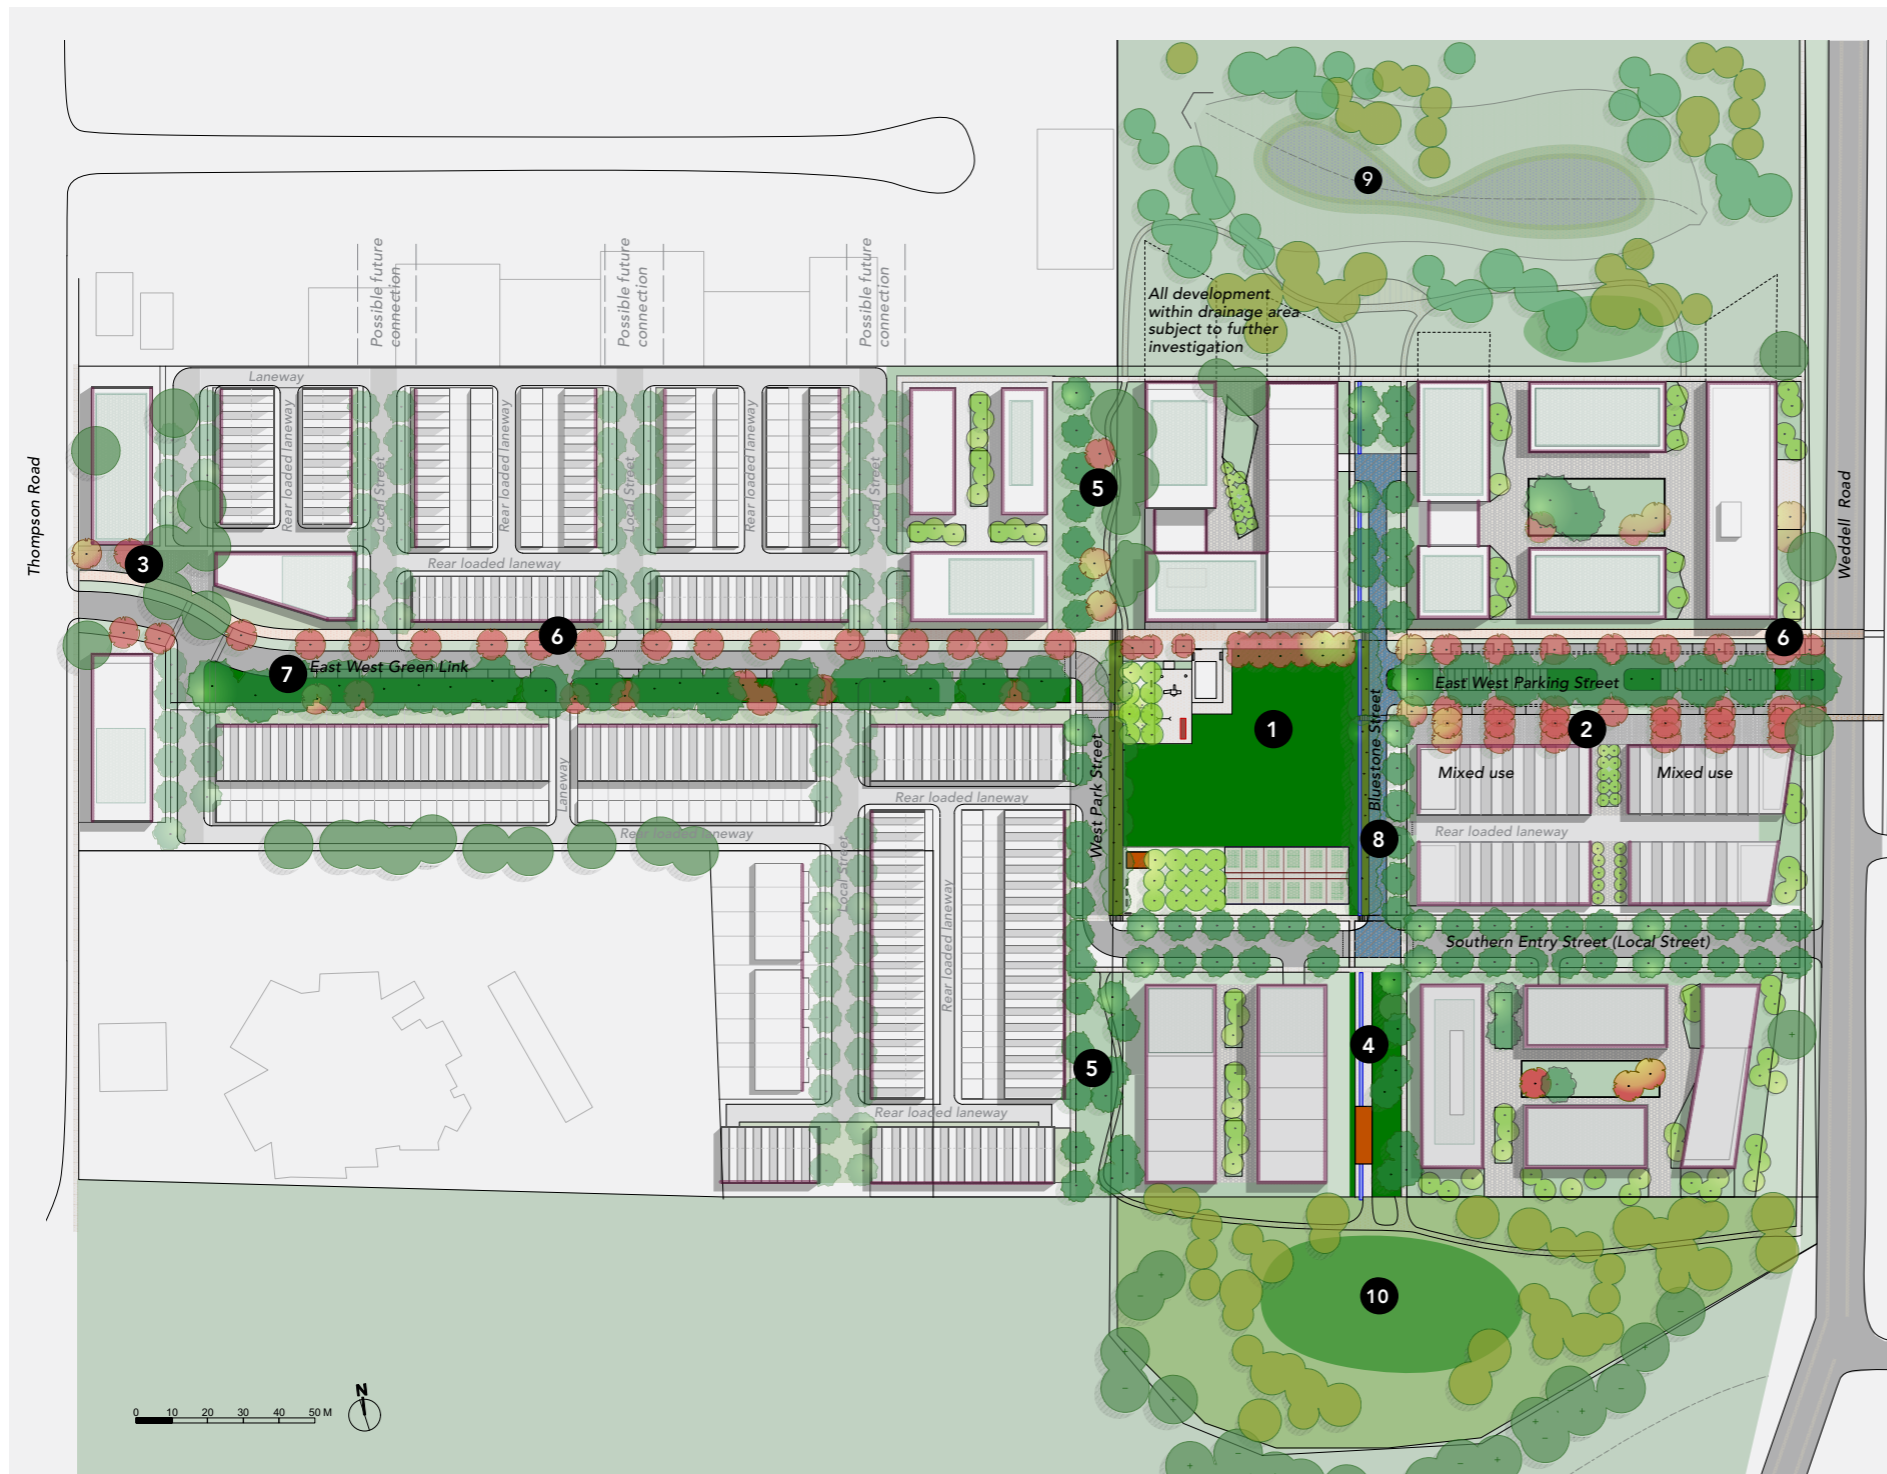 9
Possible future
connection
Possible future
connection
Possible future
connection
All development
within drainage area
subject to further
investigation
Laneway
Rear loaded laneway
Local Street
Rear loaded laneway
Local Street
Rear loaded laneway
Local Street
5
Thompson Road
Weddell Road
3
Rear loaded laneway
6
6
7
East West Green Link
East West Parking Street
1
2
Bluestone Street
West Park Street
Mixed use
Mixed use
Laneway
Rear loaded laneway
Rear loaded laneway
Rear loaded laneway
8
Local Street
Rear loaded laneway
Southern Entry Street (Local Street)
4
5
Rear loaded laneway
10
N
0 10 20 30 40 50 M